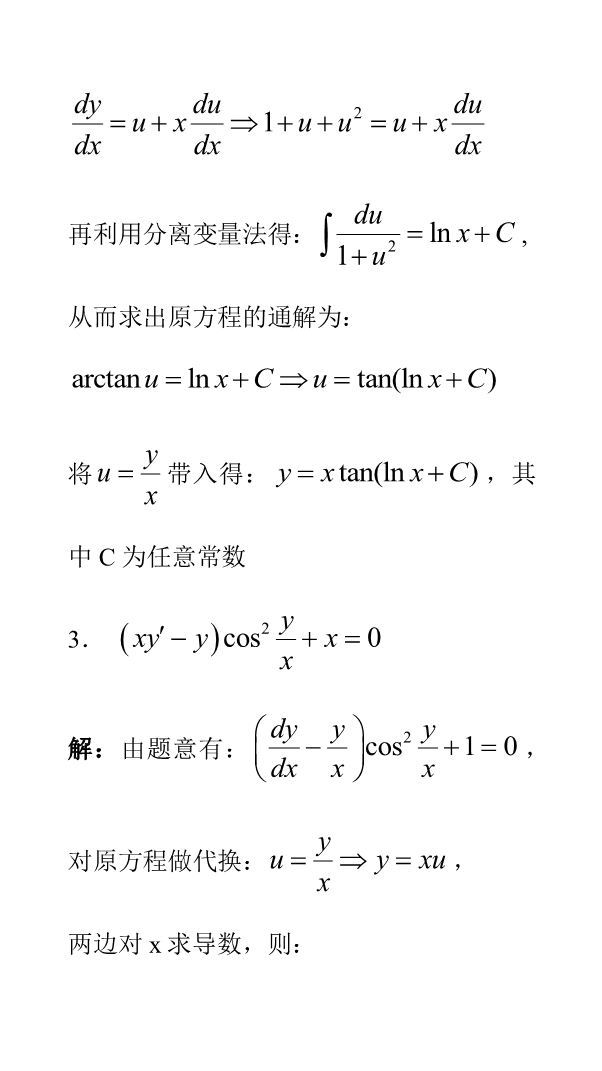 $\frac{dy}{dx} = u + x\frac{du}{dx} \Rightarrow 1 + u + u^2 = u + x\frac{du}{dx}$
再利用分离变量法得：$\int \frac{du}{1+u^2} = \ln x + C$,
从而求出原方程的通解为：
$\arctan u = \ln x + C \Rightarrow u = \tan(\ln x + C)$
将 $u = \frac{y}{x}$ 带入得： $y = x\tan(\ln x + C)$，其
中 C 为任意常数
3． $(xy' - y)\cos^2\frac{y}{x} + x = 0$
解：由题意有：$\left(\frac{dy}{dx} - \frac{y}{x}\right)\cos^2\frac{y}{x} + 1 = 0$，
对原方程做代换：$u = \frac{y}{x} \Rightarrow y = xu$，
两边对 x 求导数，则：